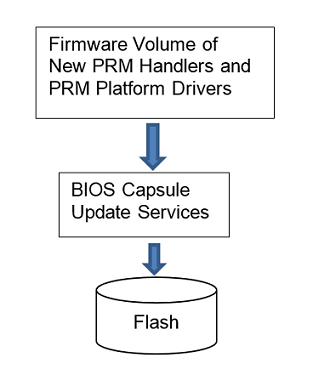 Firmware Volume of
New PRM Handlers and
PRM Platform Drivers
BIOS Capsule
Update Services
Flash